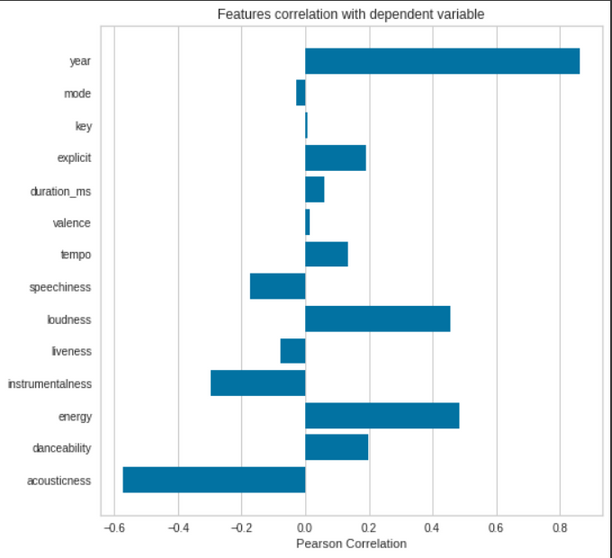 Features correlation with dependent variable
year
mode
key
explicit
duration_ms
valence
tempo
speechiness
loudness
liveness
instrumentalness
energy
danceability
acousticness
−0.6 −0.4 −0.2 0.0 0.2 0.4 0.6 0.8
Pearson Correlation